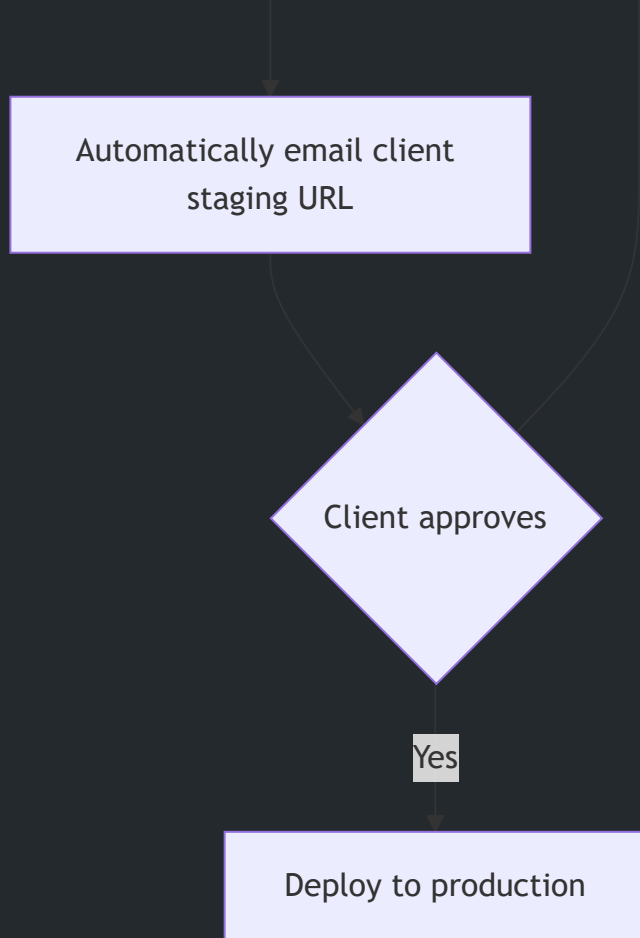 Automatically email client
staging URL
Client approves
Yes
Deploy to production